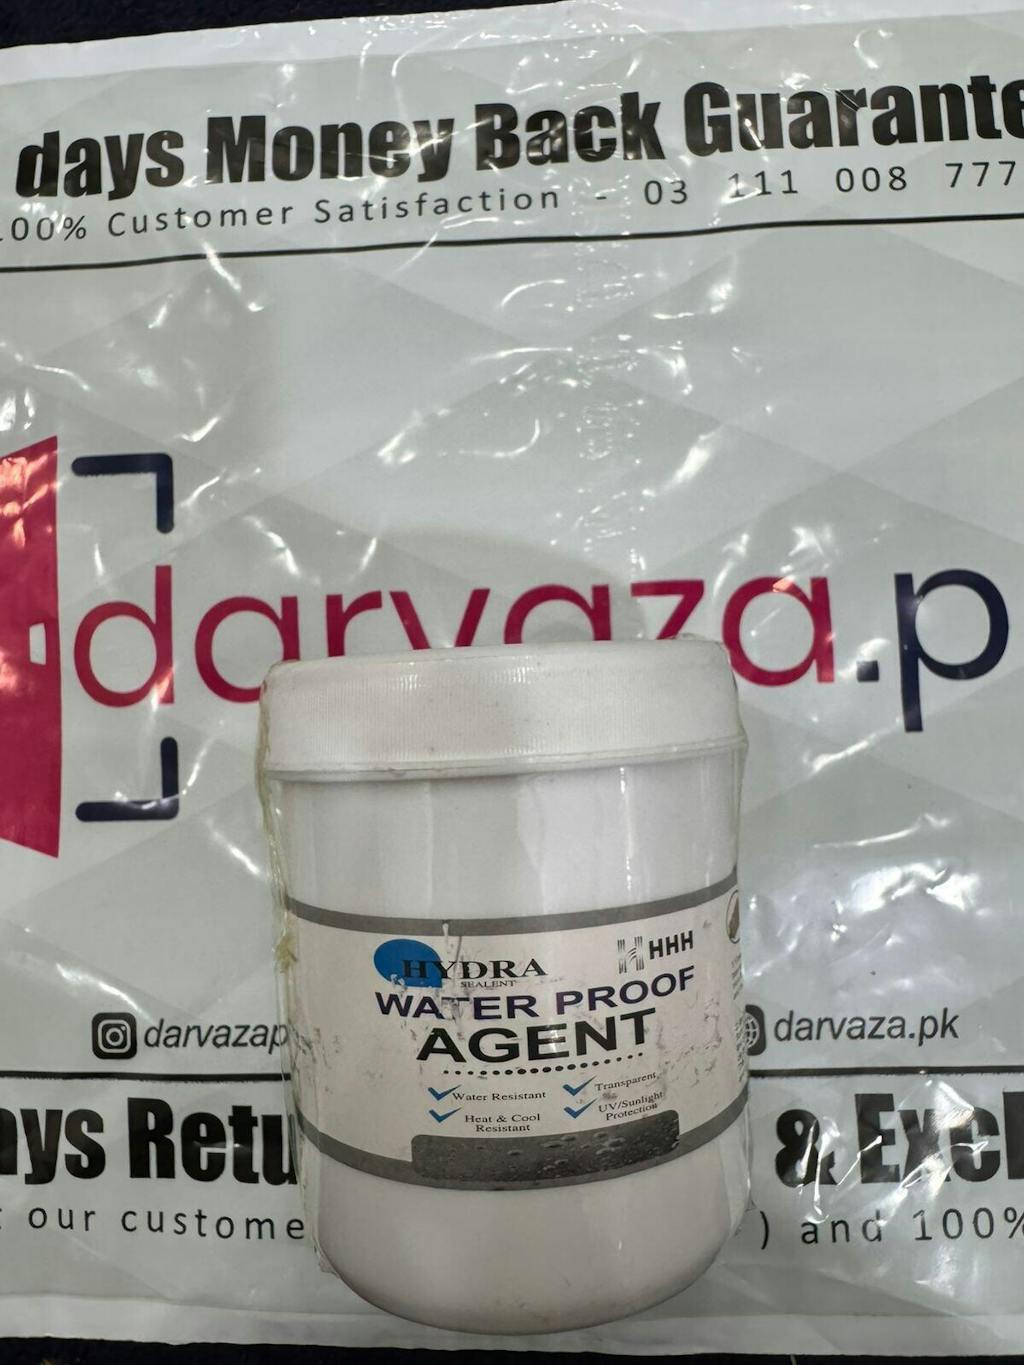 days Money Back Guarante
100% Customer Satisfaction - 03 111 008 777
darvaza.p
HYDRA
SEALENT
HHH
WATER PROOF
AGENT
Water Resistant
Transparent
Heat & Cool
Resistant
UV/Sunlight
Protection
darvazap
darvaza.pk
ays Retu
& Excl
our custome
) and 100%